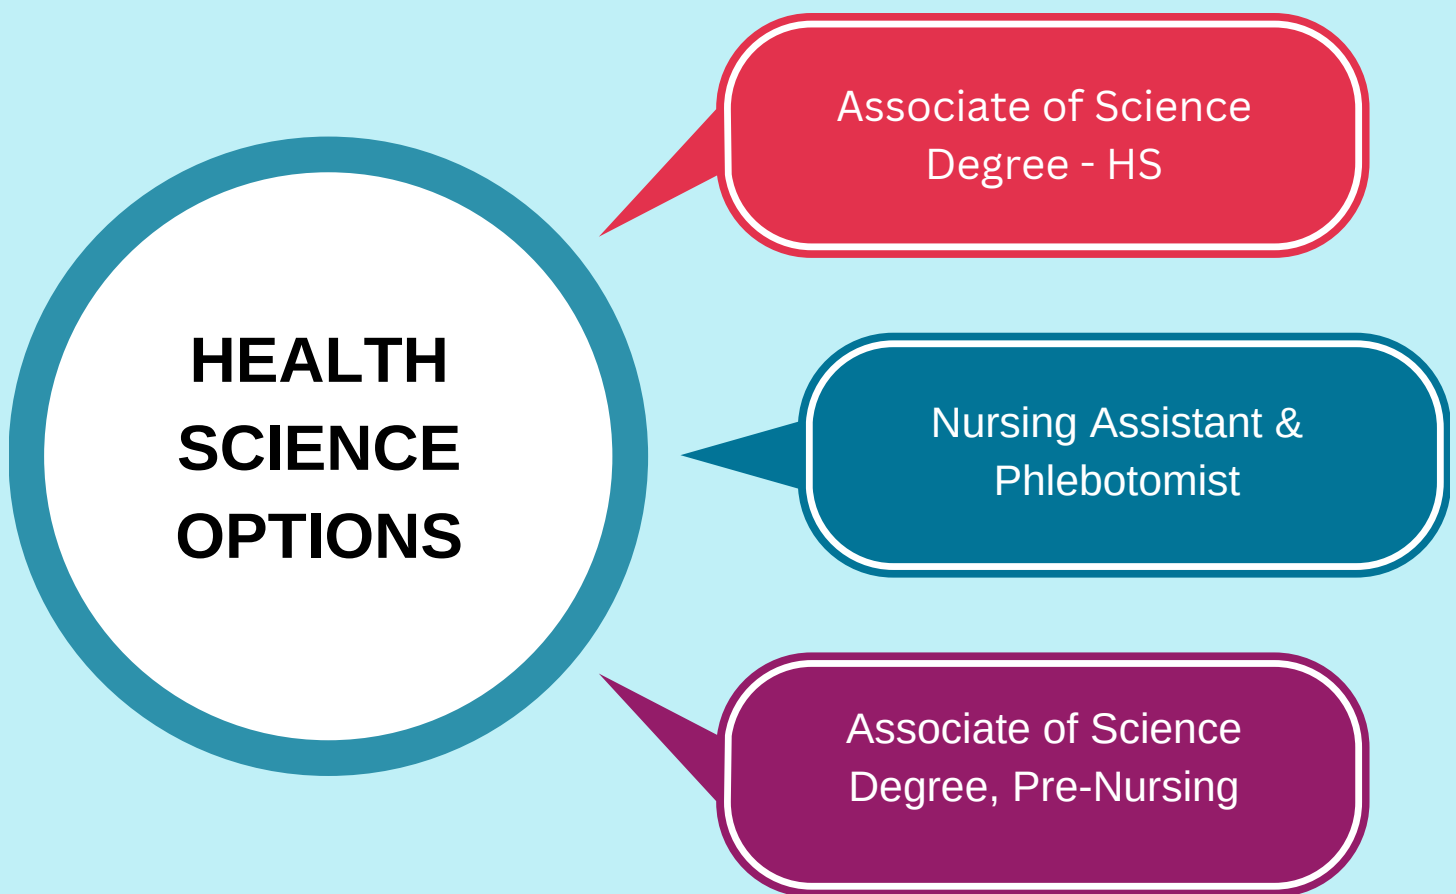 HEALTH
SCIENCE
OPTIONS
Associate of Science
Degree - HS
Nursing Assistant &
Phlebotomist
Associate of Science
Degree, Pre-Nursing